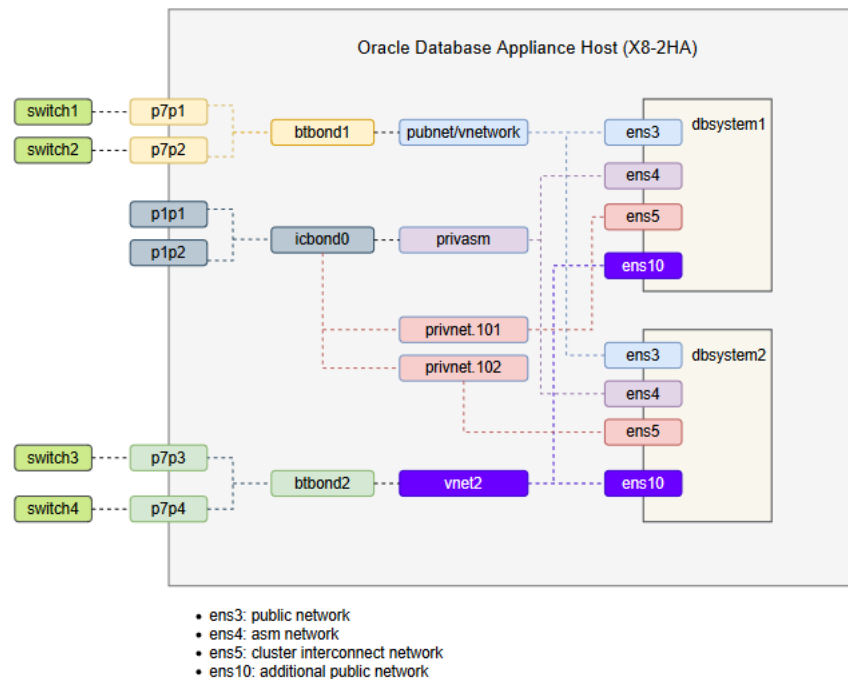 Oracle Database Appliance Host (X8-2HA)
switch1
p7p1
btbond1
pubnet/vnetwork
ens3
dbsystem1
switch2
p7p2
ens4
p1p1
ens5
p1p2
icbond0
privasm
ens10
privnet.101
privnet.102
ens3
dbsystem2
ens4
ens5
switch3
p7p3
btbond2
vnet2
ens10
switch4
p7p4
• ens3: public network
• ens4: asm network
• ens5: cluster interconnect network
• ens10: additional public network